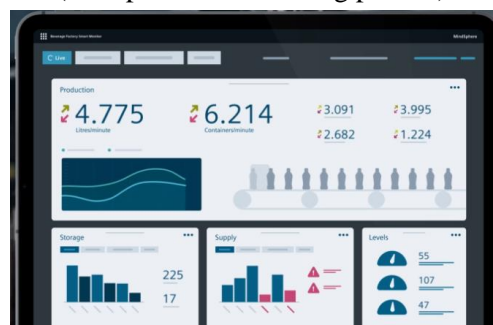 Beverage Factory Smart Monitor
MindSphere
Live
Production
4.775
Litres/minute
6.214
Containers/minute
3.091
3.995
2.682
1.224
Storage
225
17
Supply
Levels
55
107
47